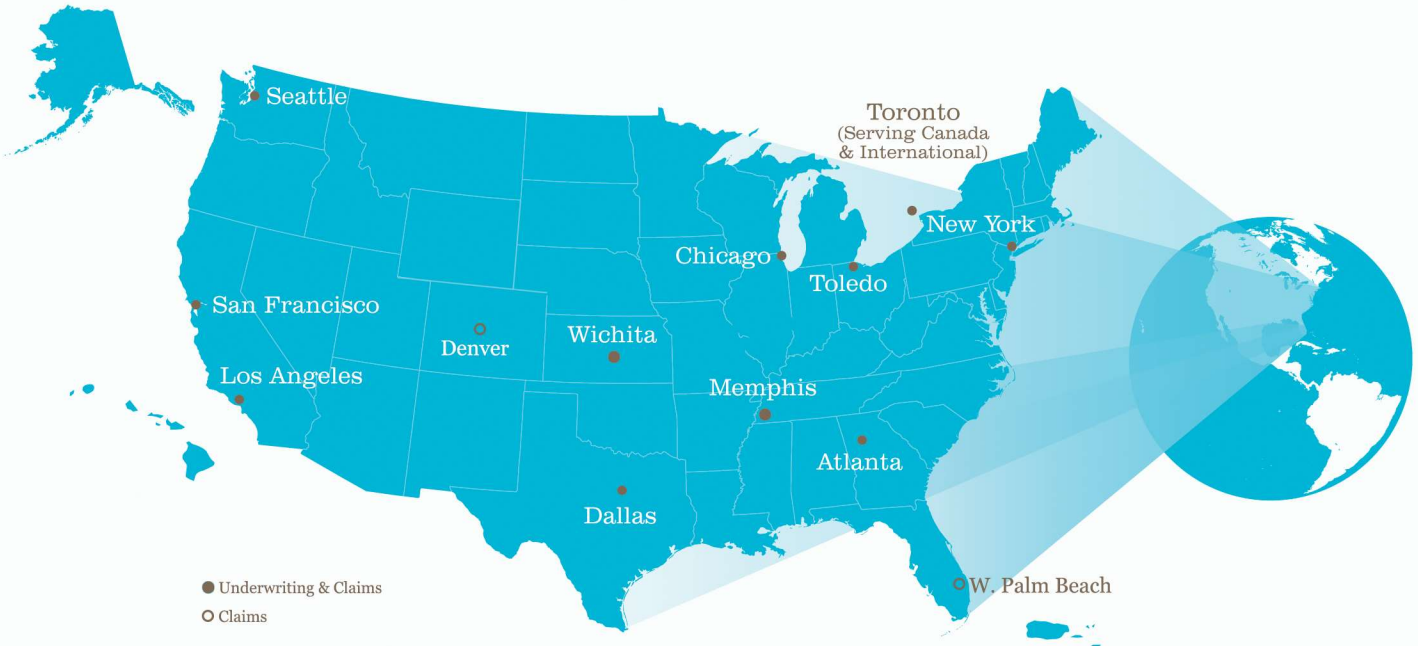 Seattle
Toronto
(Serving Canada
& International)
New York
Chicago
Toledo
San Francisco
Denver
Wichita
Los Angeles
Memphis
Atlanta
Dallas
Underwriting & Claims
Claims
W. Palm Beach